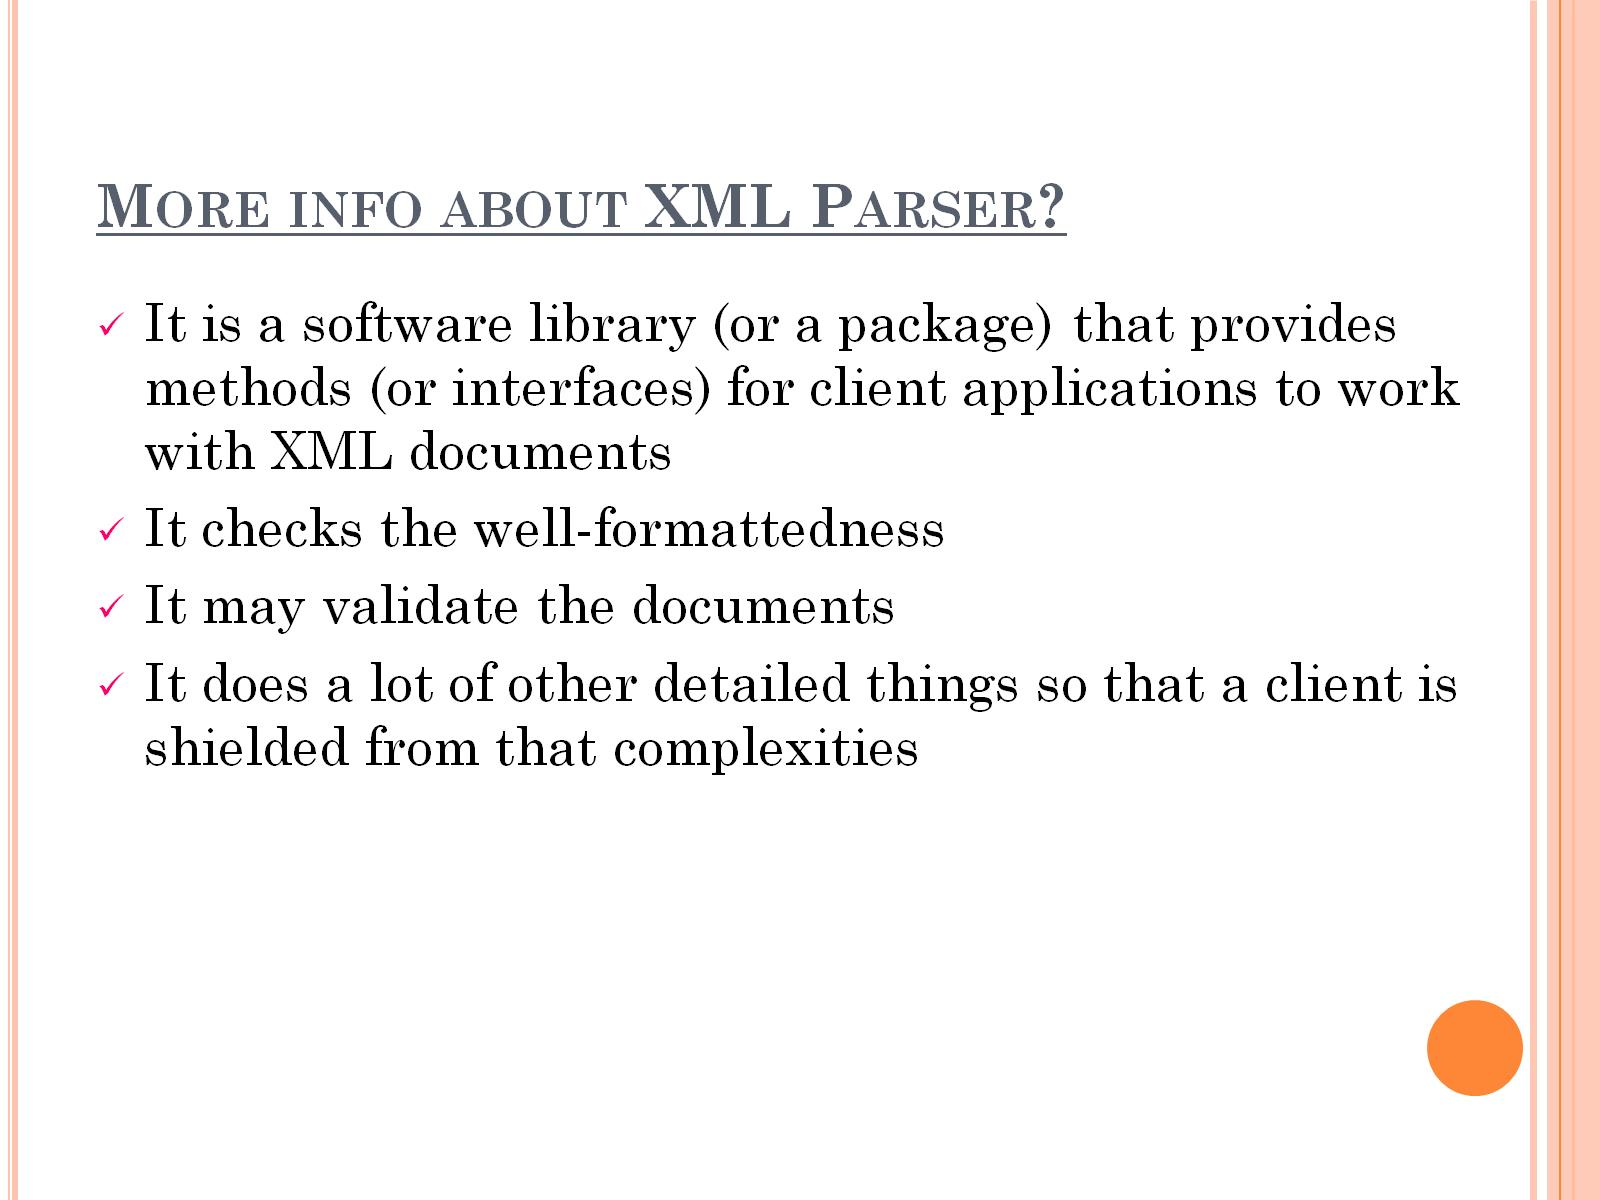 More info about XML Parser?
✓ It is a software library (or a package) that provides
methods (or interfaces) for client applications to work
with XML documents
✓ It checks the well-formattedness
✓ It may validate the documents
✓ It does a lot of other detailed things so that a client is
shielded from that complexities